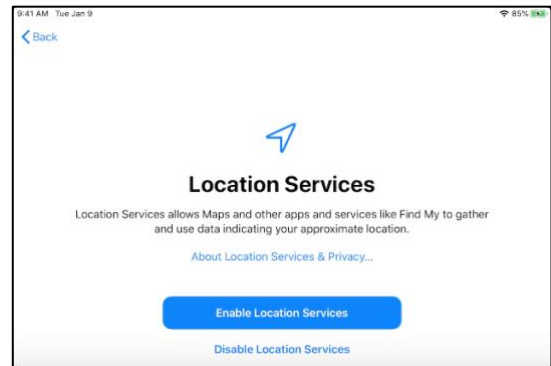 9:41 AM Tue Jan 9
85%
Back
Location Services
Location Services allows Maps and other apps and services like Find My to gather
and use data indicating your approximate location.
About Location Services & Privacy...
Enable Location Services
Disable Location Services